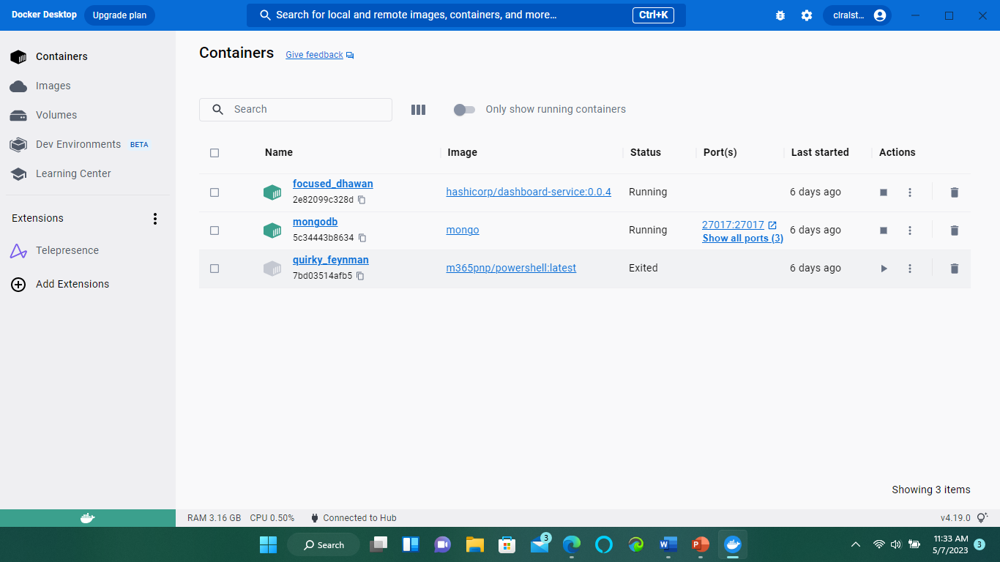 Docker Desktop Upgrade plan Search for local and remote images, containers, and more... Ctrl+K clralst...
Containers
Images
Volumes
Dev Environments BETA
Learning Center
Extensions
Telepresence
Add Extensions
Containers Give feedback
Search Only show running containers
Name Image Status Port(s) Last started Actions
focused_dhawan
2e82099c328d
hashicorp/dashboard-service:0.0.4 Running 6 days ago
mongodb
5c34443b8634
mongo Running 27017:27017 6 days ago
Show all ports (3)
quirky_feynman
7bd03514afb5
m365pnp/powershell:latest Exited 6 days ago
Showing 3 items
RAM 3.16 GB CPU 0.50% Connected to Hub v4.19.0
Search 3 W P 11:33 AM
5/7/2023 3